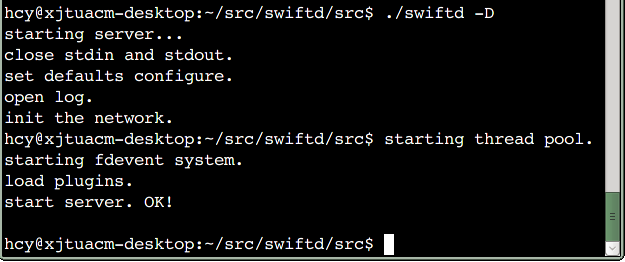 hcy@xjtuacm-desktop:~/src/swiftd/src$ ./swiftd -D
starting server...
close stdin and stdout.
set defaults configure.
open log.
init the network.
hcy@xjtuacm-desktop:~/src/swiftd/src$ starting thread pool.
starting fdevent system.
load plugins.
start server. OK!
hcy@xjtuacm-desktop:~/src/swiftd/src$